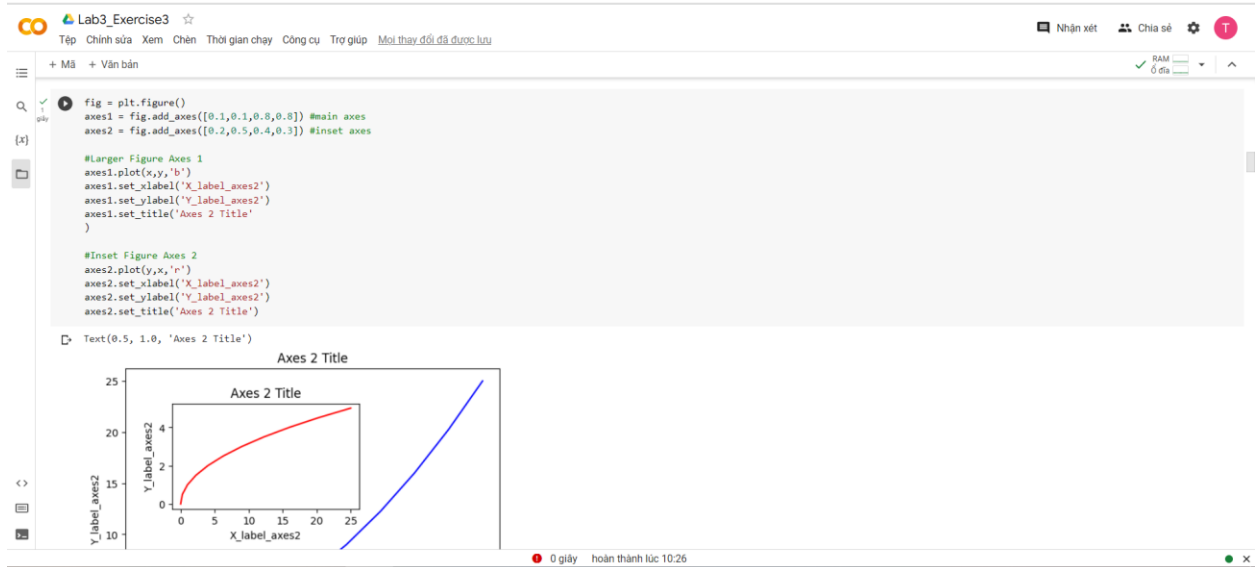 CO Lab3_Exercise3
Tệp Chỉnh sửa Xem Chèn Thời gian chạy Công cụ Trợ giúp Mọi thay đổi đã được lưu
Nhận xét Chia sẻ T
+ Mã + Văn bản
RAM
Ổ đĩa
{x}
1
giây
fig = plt.figure()
axes1 = fig.add_axes([0.1,0.1,0.8,0.8]) #main axes
axes2 = fig.add_axes([0.2,0.5,0.4,0.3]) #inset axes
#Larger Figure Axes 1
axes1.plot(x,y,'b')
axes1.set_xlabel('X_label_axes2')
axes1.set_ylabel('Y_label_axes2')
axes1.set_title('Axes 2 Title'
)
#Inset Figure Axes 2
axes2.plot(y,x,'r')
axes2.set_xlabel('X_label_axes2')
axes2.set_ylabel('Y_label_axes2')
axes2.set_title('Axes 2 Title')
Text(0.5, 1.0, 'Axes 2 Title')
Axes 2 Title
25
20
15
10
Y_label_axes2
Axes 2 Title
4
2
0
Y_label_axes2
0 5 10 15 20 25
X_label_axes2
0 giây hoàn thành lúc 10:26